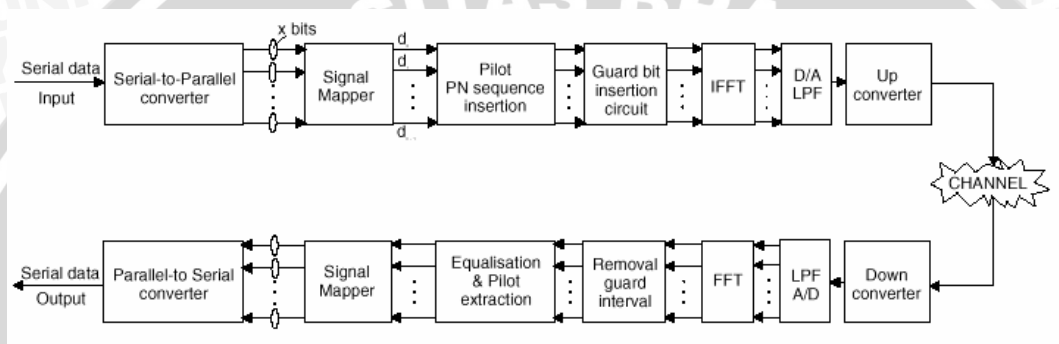 x bits
Serial data
Input
Serial-to-Parallel
converter
Signal
Mapper
d
d
d
Pilot
PN sequence
insertion
Guard bit
insertion
circuit
IFFT
D/A
LPF
Up
converter
CHANNEL
Serial data
Output
Parallel-to Serial
converter
Signal
Mapper
Equalisation
& Pilot
extraction
Removal
guard
interval
FFT
LPF
A/D
Down
converter